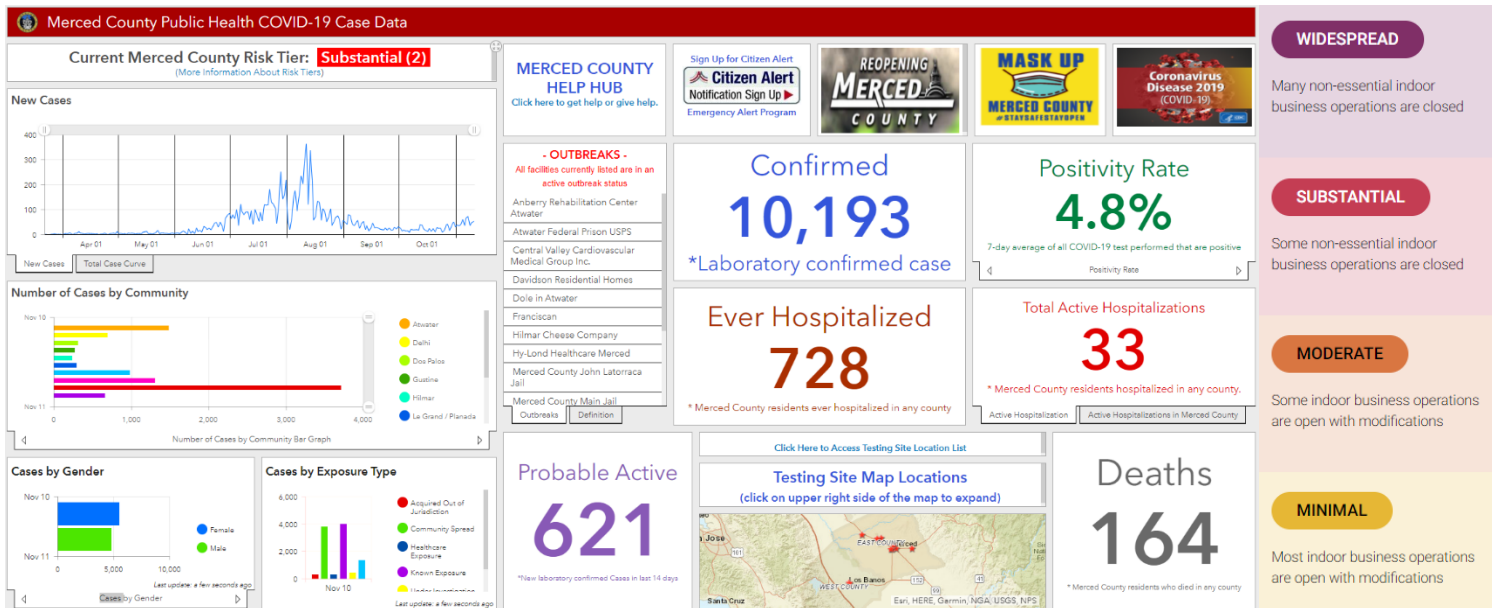 Merced County Public Health COVID-19 Case Data
Current Merced County Risk Tier: Substantial (2)
(More Information About Risk Tiers)
New Cases
400
300
200
100
0
Apr 01
May 01
Jun 01
Jul 01
Aug 01
Sep 01
Oct 01
New Cases
Total Case Curve
Number of Cases by Community
Nov 10
Nov 11
0
1,000
2,000
3,000
4,000
Atwater
Delhi
Dos Palos
Gustine
Hilmar
Le Grand / Planada
Number of Cases by Community Bar Graph
Cases by Gender
Nov 10
Nov 11
0
5,000
10,000
Female
Male
Last update: a few seconds ago
Cases by Gender
Cases by Exposure Type
6,000
4,000
2,000
0
Nov 10
Acquired Out of
Jurisdiction
Community Spread
Healthcare
Exposure
Known Exposure
Under Investigation
Last update: a few seconds ago
MERCED COUNTY
HELP HUB
Click here to get help or give help.
Sign Up for Citizen Alert
Citizen Alert
Notification Sign Up
Emergency Alert Program
REOPENING
MERCED
COUNTY
MASK UP
MERCED COUNTY
#STAYSAFESTAYOPEN
Coronavirus
Disease 2019
(COVID-19)
CDC
- OUTBREAKS -
All facilities currently listed are in an
active outbreak status
Anberry Rehabilitation Center
Atwater
Atwater Federal Prison USPS
Central Valley Cardiovascular
Medical Group Inc.
Davidson Residential Homes
Dole in Atwater
Franciscan
Hilmar Cheese Company
Hy-Lond Healthcare Merced
Merced County John Latorraca
Jail
Merced County Main Jail
Outbreaks
Definition
Confirmed
10,193
*Laboratory confirmed case
Positivity Rate
4.8%
7-day average of all COVID-19 test performed that are positive
Positivity Rate
Ever Hospitalized
728
* Merced County residents ever hospitalized in any county
Total Active Hospitalizations
33
* Merced County residents hospitalized in any county.
Active Hospitalization
Active Hospitalizations in Merced County
Probable Active
621
*New laboratory confirmed Cases in last 14 days
Click Here to Access Testing Site Location List
Testing Site Map Locations
(click on upper right side of the map to expand)
EAST COUNTY
Merced
WEST COUNTY
Los Banos
Santa Cruz
Esri, HERE, Garmin, NGA, USGS, NPS
Deaths
164
* Merced County residents who died in any county
WIDESPREAD
Many non-essential indoor
business operations are closed
SUBSTANTIAL
Some non-essential indoor
business operations are closed
MODERATE
Some indoor business operations
are open with modifications
MINIMAL
Most indoor business operations
are open with modifications